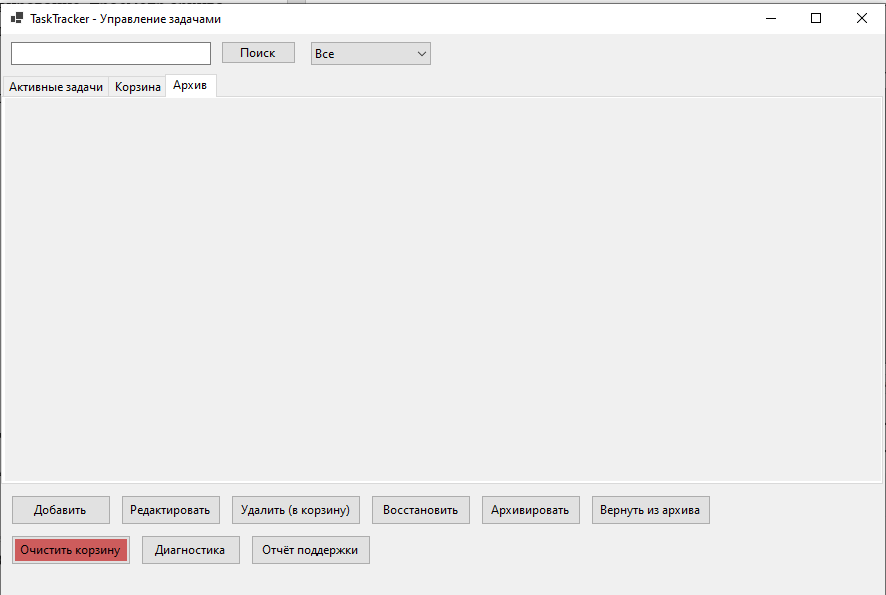 TaskTracker - Управление задачами
Поиск
Все
Активные задачи Корзина Архив
Добавить Редактировать Удалить (в корзину) Восстановить Архивировать Вернуть из архива
Очистить корзину Диагностика Отчёт поддержки